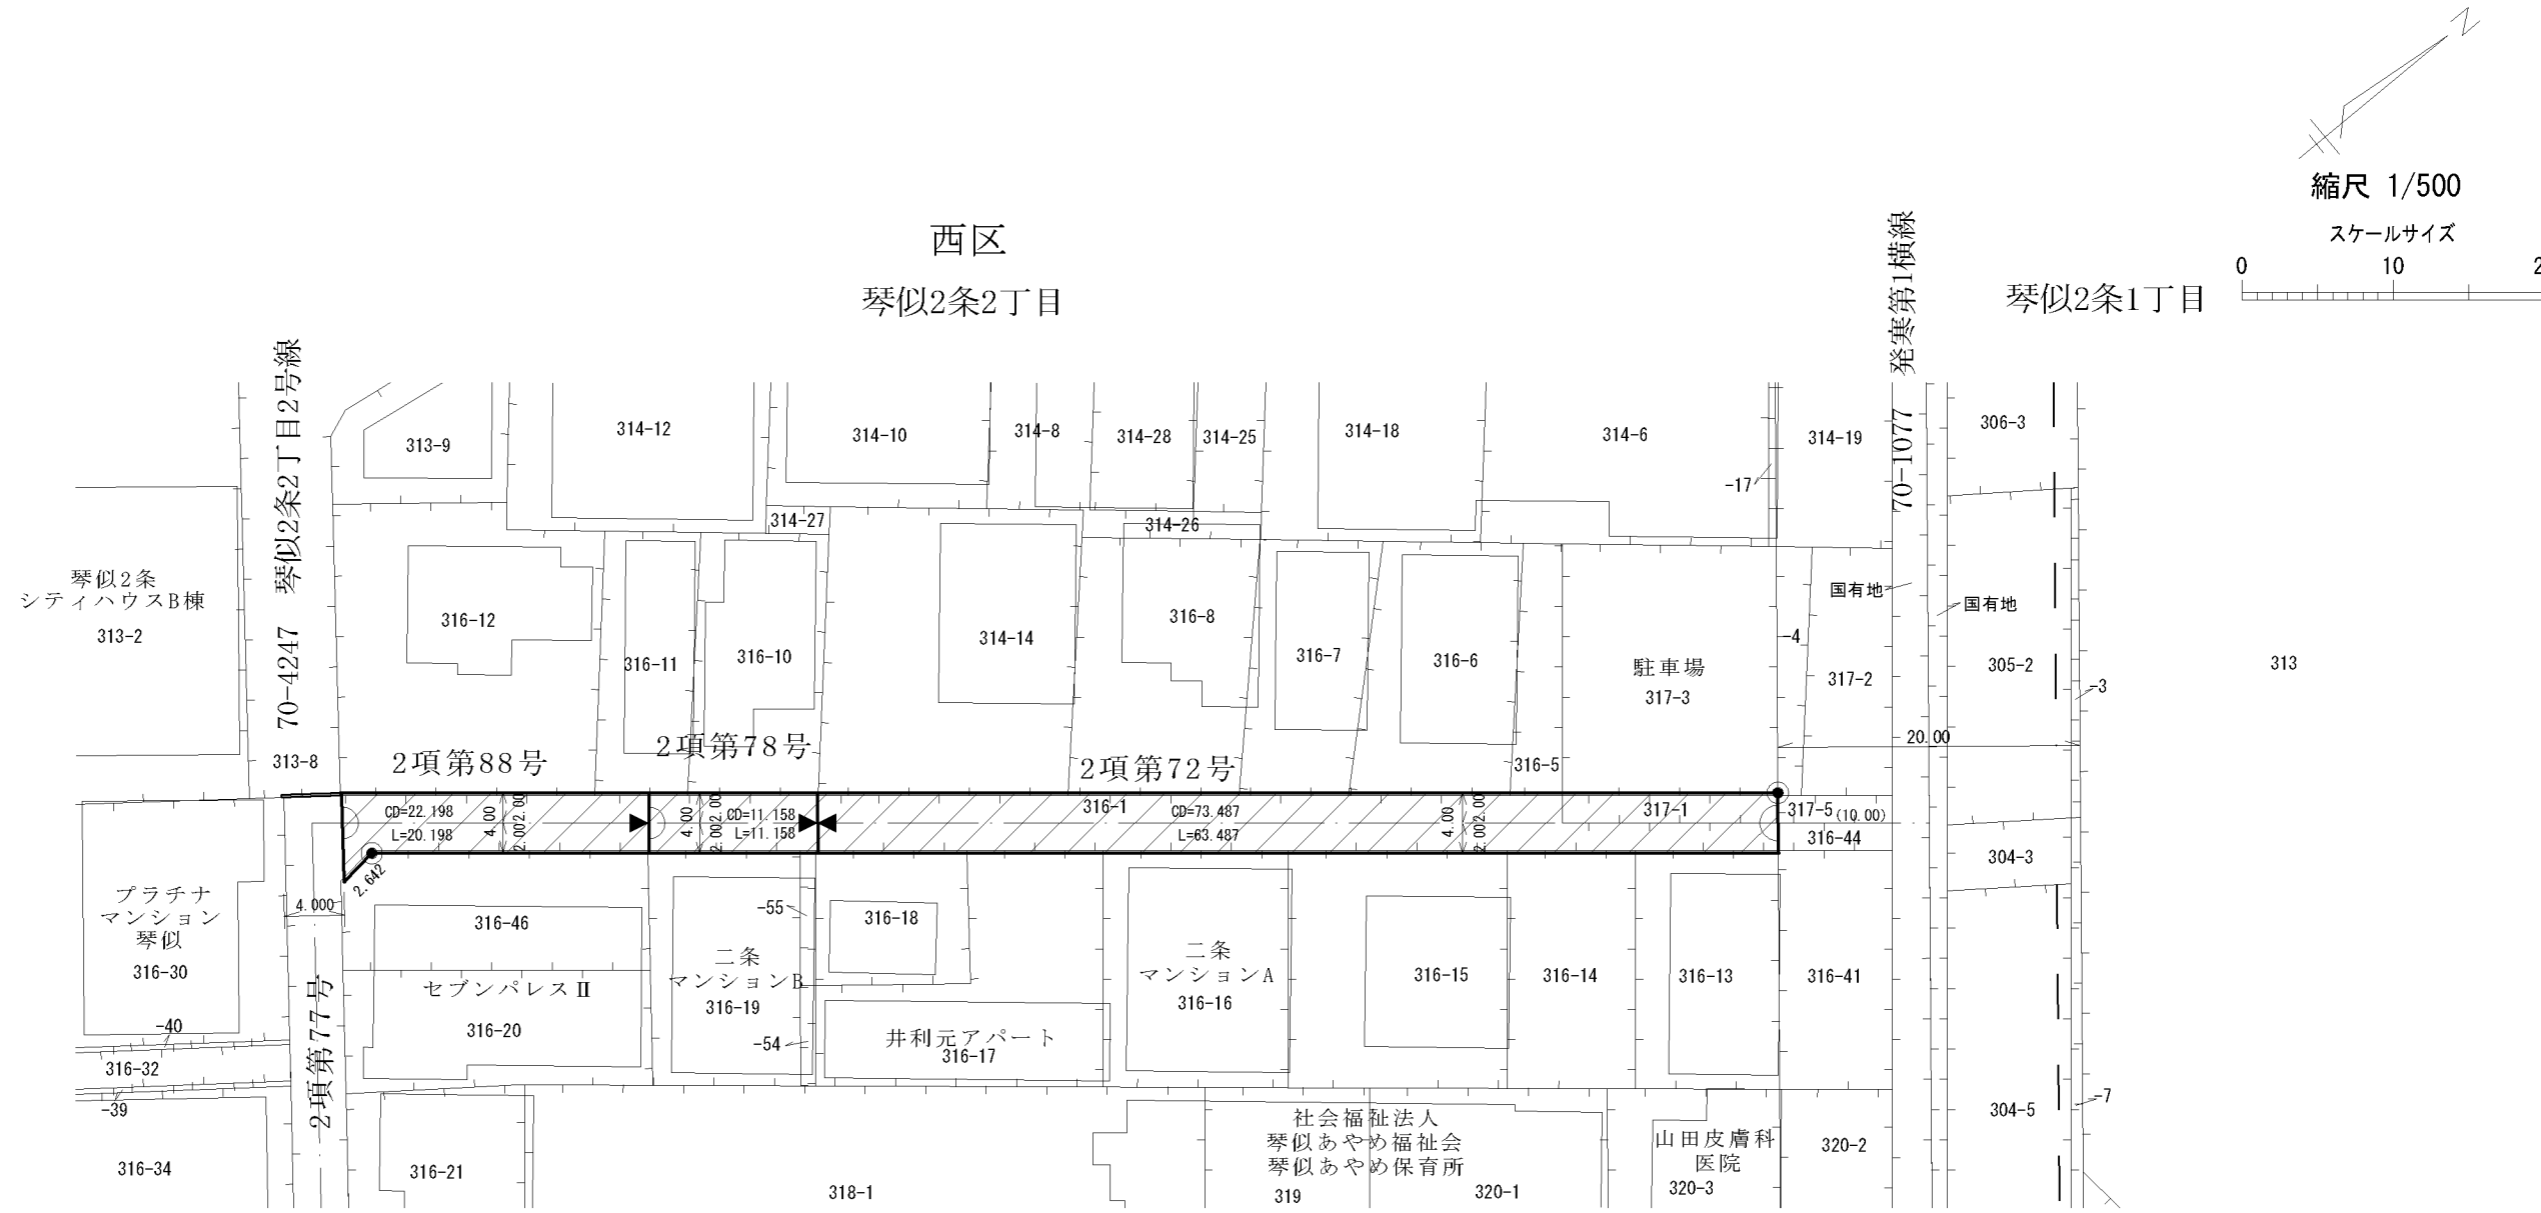 N
縮尺 1/500
スケールサイズ
0 10 2
西区
琴似2条2丁目
琴似2条1丁目
70-4247 琴似2条2丁目2号線
70-1077 発寒第1横線
313-9
314-12
314-10
314-8
314-28
314-25
314-18
314-6
314-19
306-3
-17
314-27
314-26
琴似2条
シティハウスB棟
313-2
316-12
316-11
316-10
314-14
316-8
316-7
316-6
駐車場
317-3
-4
国有地
国有地
317-2
305-2
-3
313
313-8
2項第88号
2項第78号
2項第72号
316-5
20.00
CD=22.198
L=20.198
4.00
2.00
2.00
4.00
2.00
2.00
CD=11.158
L=11.158
316-1
CD=73.487
L=63.487
4.00
2.00
2.00
317-1
317-5
(10.00)
316-44
2.642
4.000
304-3
プラチナ
マンション
琴似
316-30
316-46
セブンパレスⅡ
316-20
-55
二条
マンションB
316-19
-54
316-18
井利元アパート
316-17
二条
マンションA
316-16
316-15
316-14
316-13
316-41
-40
316-32
-39
316-34
2項第77号
316-21
318-1
社会福祉法人
琴似あやめ福祉会
琴似あやめ保育所
319
320-1
山田皮膚科
医院
320-3
320-2
304-5
-7